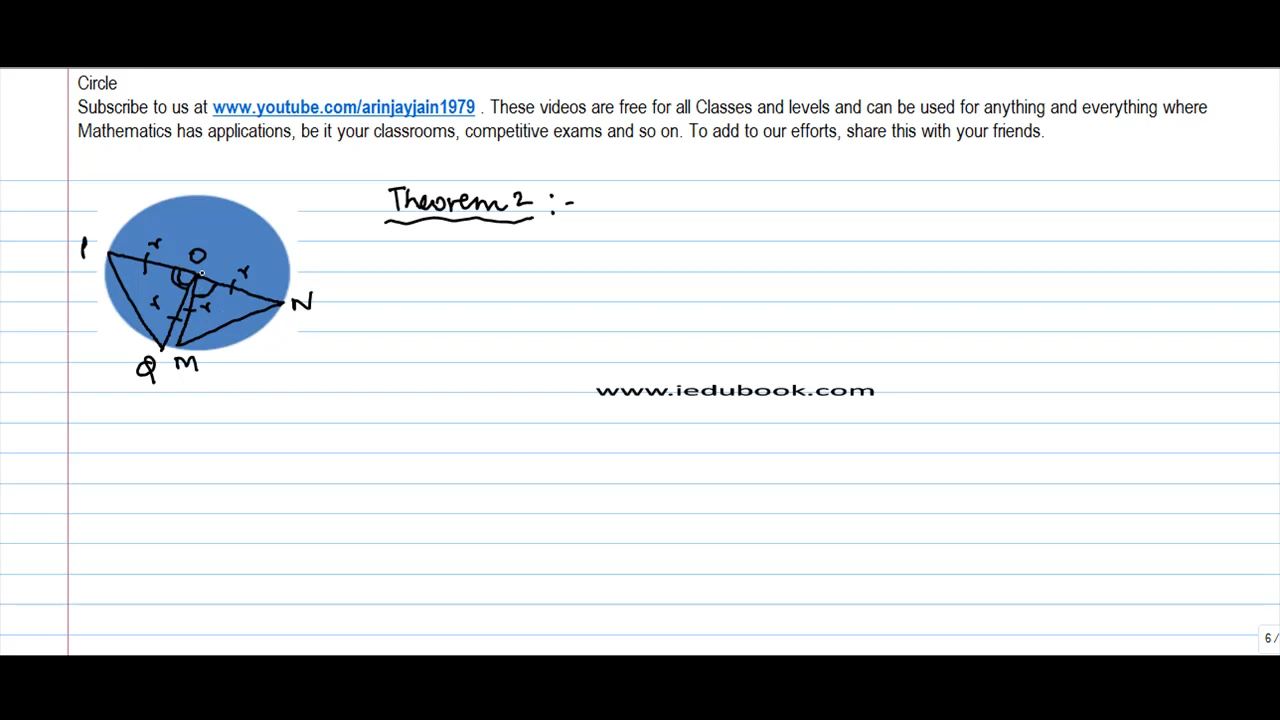 Circle
Subscribe to us at www.youtube.com/arinjayjain1979 . These videos are free for all Classes and levels and can be used for anything and everything where
Mathematics has applications, be it your classrooms, competitive exams and so on. To add to our efforts, share this with your friends.
Theorem 2 :-
P r O r N
r r
Q M
www.iedubook.com
6/